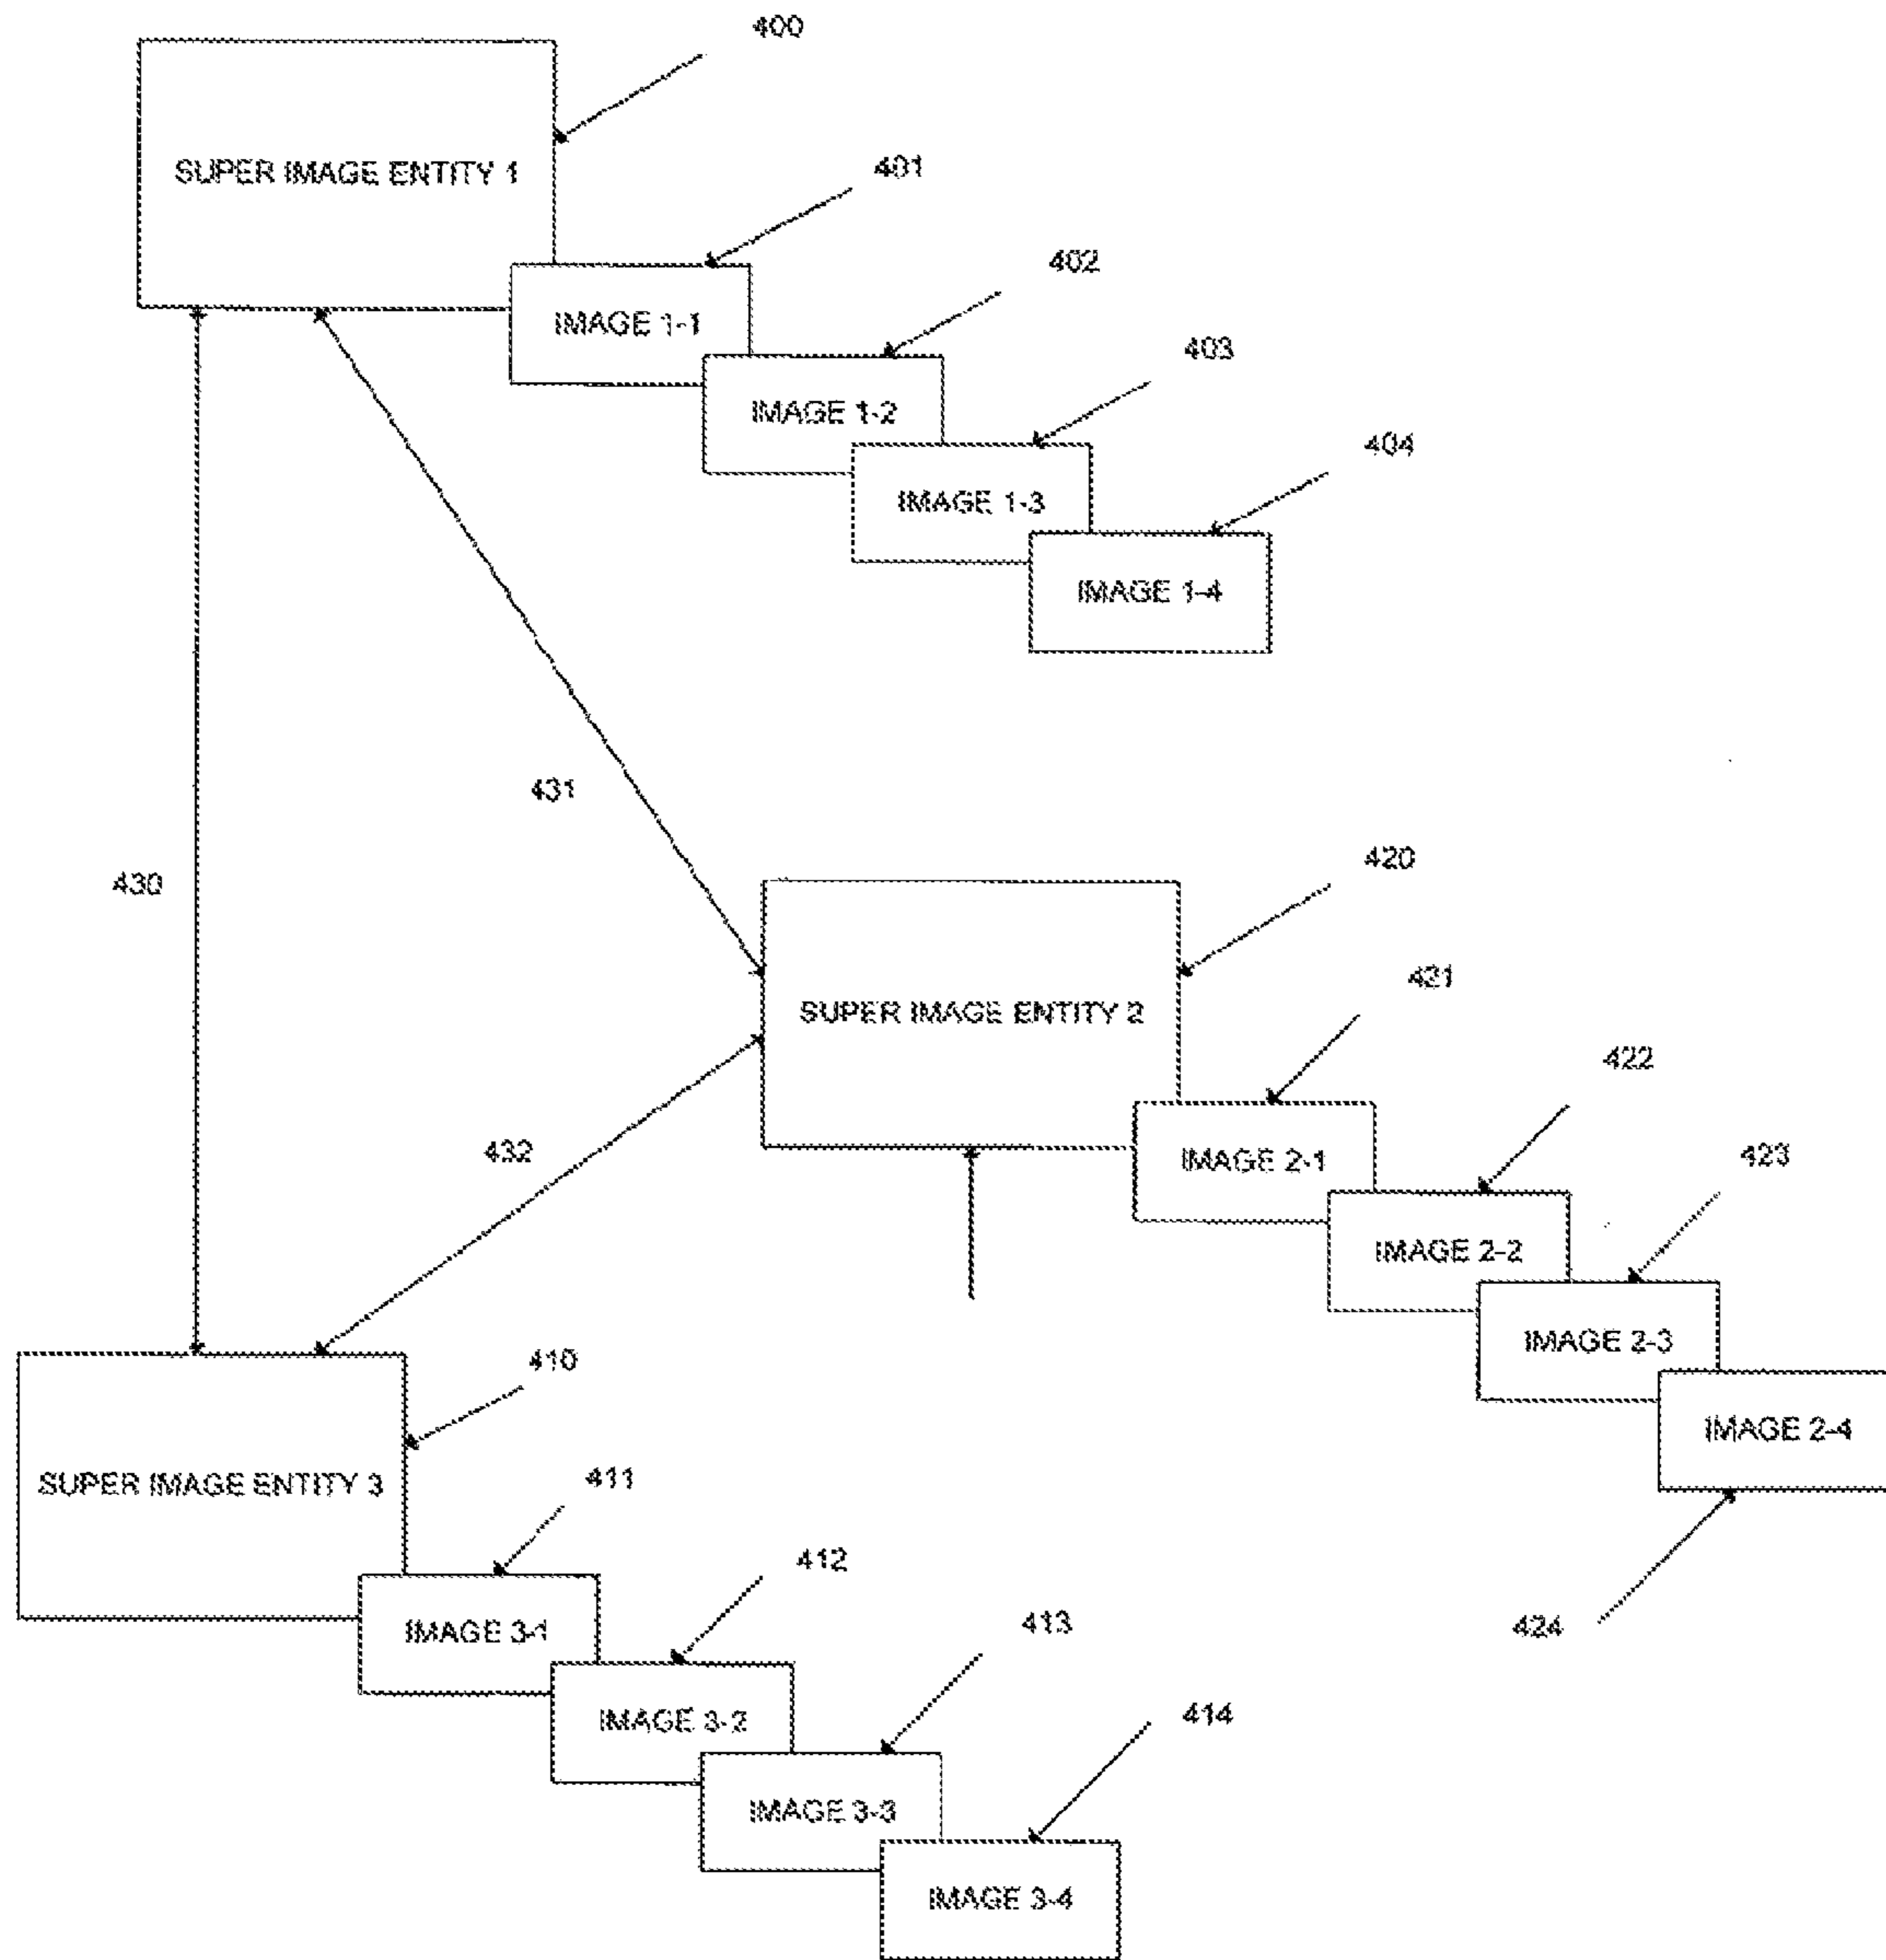 400
SUPER IMAGE ENTITY 1
401
IMAGE 1-1
402
IMAGE 1-2
403
IMAGE 1-3
404
IMAGE 1-4
431
430
420
SUPER IMAGE ENTITY 2
421
IMAGE 2-1
422
IMAGE 2-2
423
IMAGE 2-3
IMAGE 2-4
424
432
410
SUPER IMAGE ENTITY 3
411
IMAGE 3-1
412
IMAGE 3-2
413
IMAGE 3-3
414
IMAGE 3-4